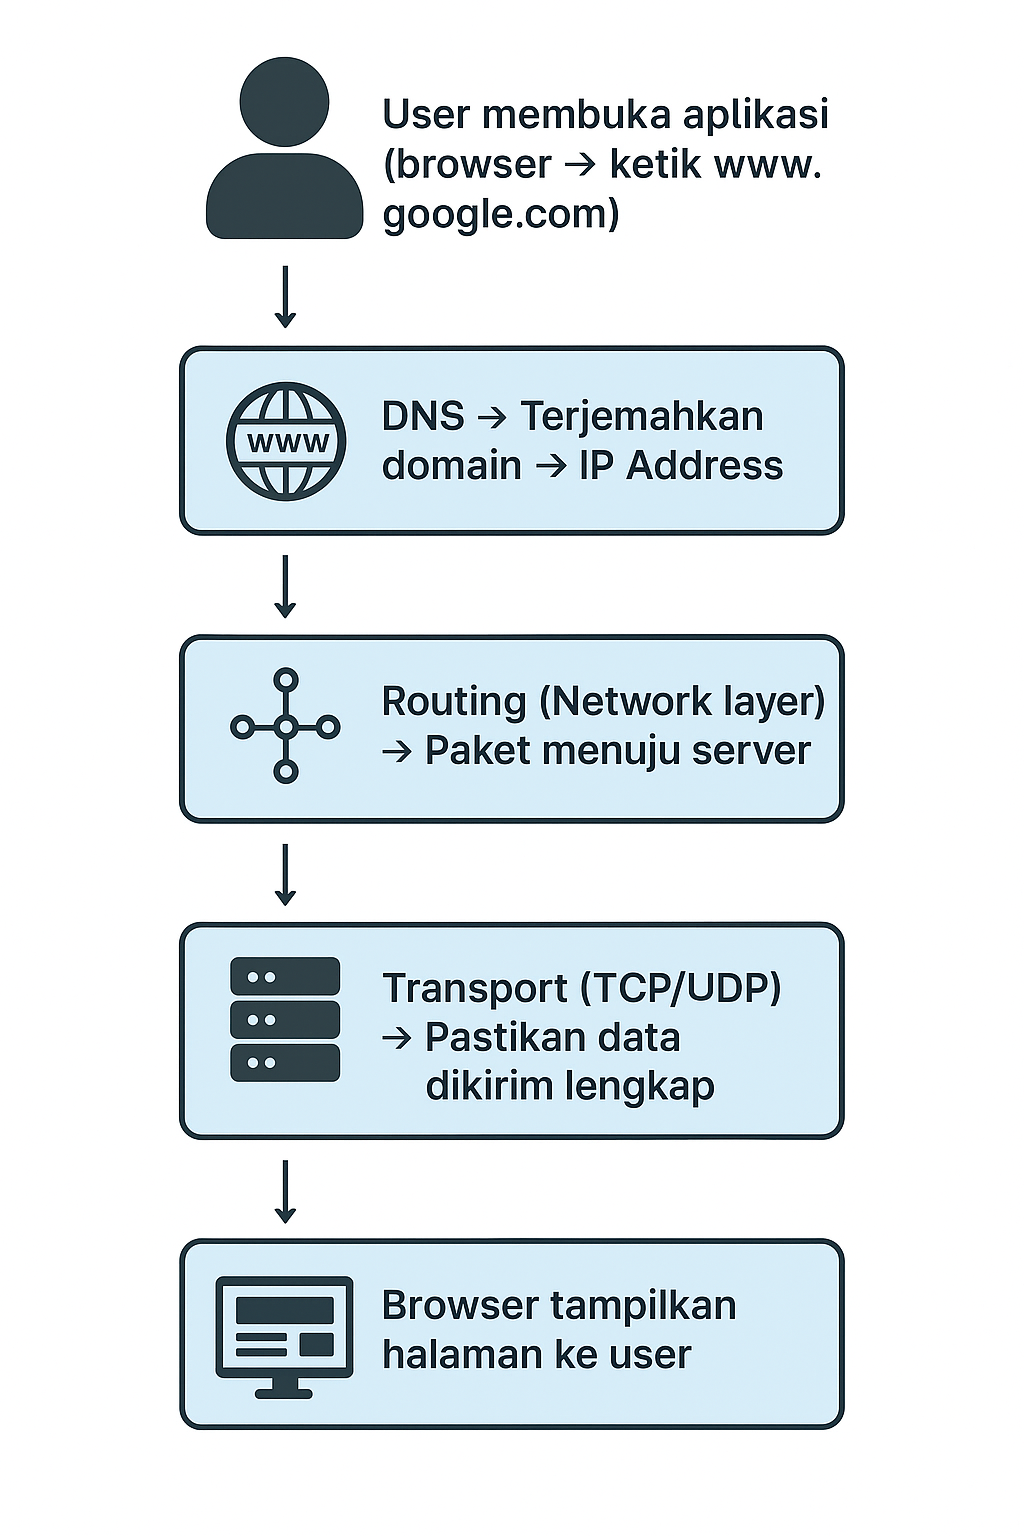 User membuka aplikasi
(browser → ketik www.
google.com)
www
DNS → Terjemahkan
domain → IP Address
Routing (Network layer)
→ Paket menuju server
Transport (TCP/UDP)
→ Pastikan data
dikirim lengkap
Browser tampilkan
halaman ke user